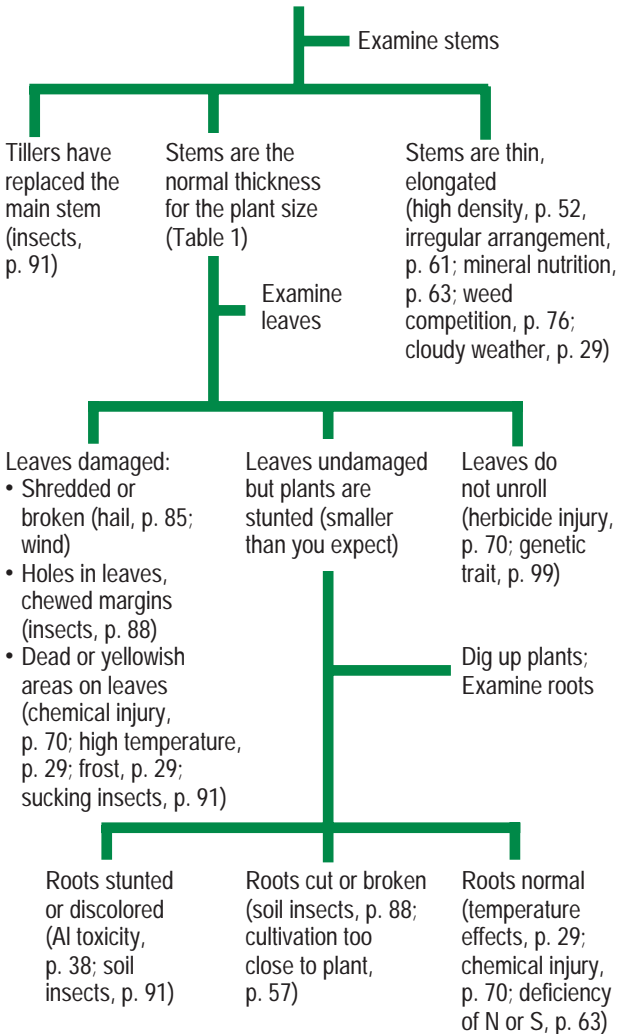 Examine stems
Tillers have
replaced the
main stem
(insects,
p. 91)
Stems are the
normal thickness
for the plant size
(Table 1)
Stems are thin,
elongated
(high density, p. 52,
irregular arrangement,
p. 61; mineral nutrition,
p. 63; weed
competition, p. 76;
cloudy weather, p. 29)
Examine
leaves
Leaves damaged:
• Shredded or
broken (hail, p. 85;
wind)
• Holes in leaves,
chewed margins
(insects, p. 88)
• Dead or yellowish
areas on leaves
(chemical injury,
p. 70; high temperature,
p. 29; frost, p. 29;
sucking insects, p. 91)
Leaves undamaged
but plants are
stunted (smaller
than you expect)
Leaves do
not unroll
(herbicide injury,
p. 70; genetic
trait, p. 99)
Dig up plants;
Examine roots
Roots stunted
or discolored
(Al toxicity,
p. 38; soil
insects, p. 91)
Roots cut or broken
(soil insects, p. 88;
cultivation too
close to plant,
p. 57)
Roots normal
(temperature
effects, p. 29;
chemical injury,
p. 70; deficiency
of N or S, p. 63)